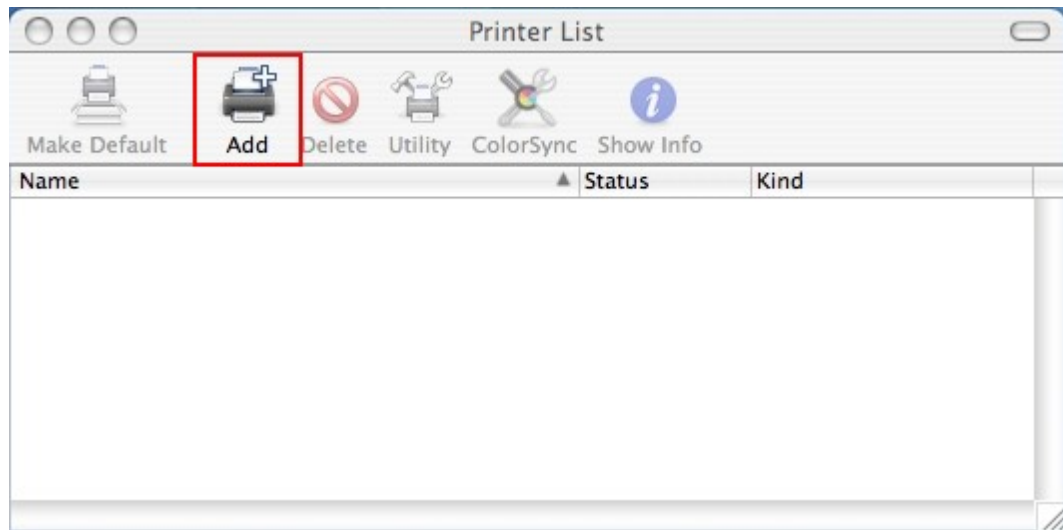 Printer List
Make Default Add Delete Utility ColorSync Show Info
Name Status Kind